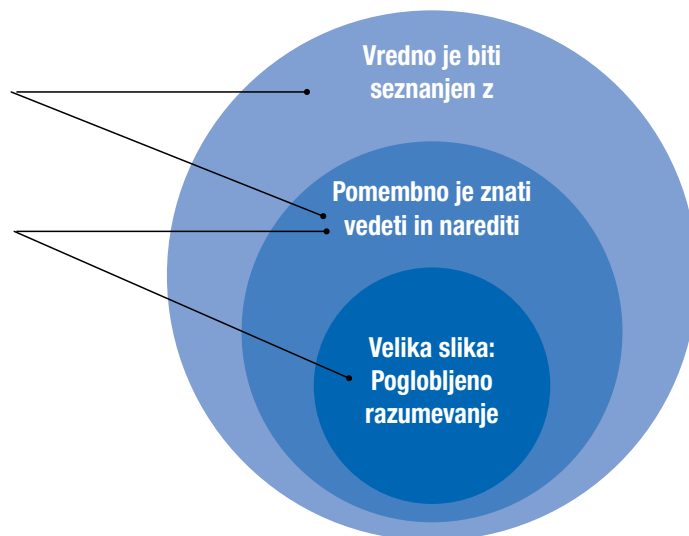 Vredno je biti
seznanjen z
Pomembno je znati
vedeti in narediti
Velika slika:
Poglobljeno
razumevanje